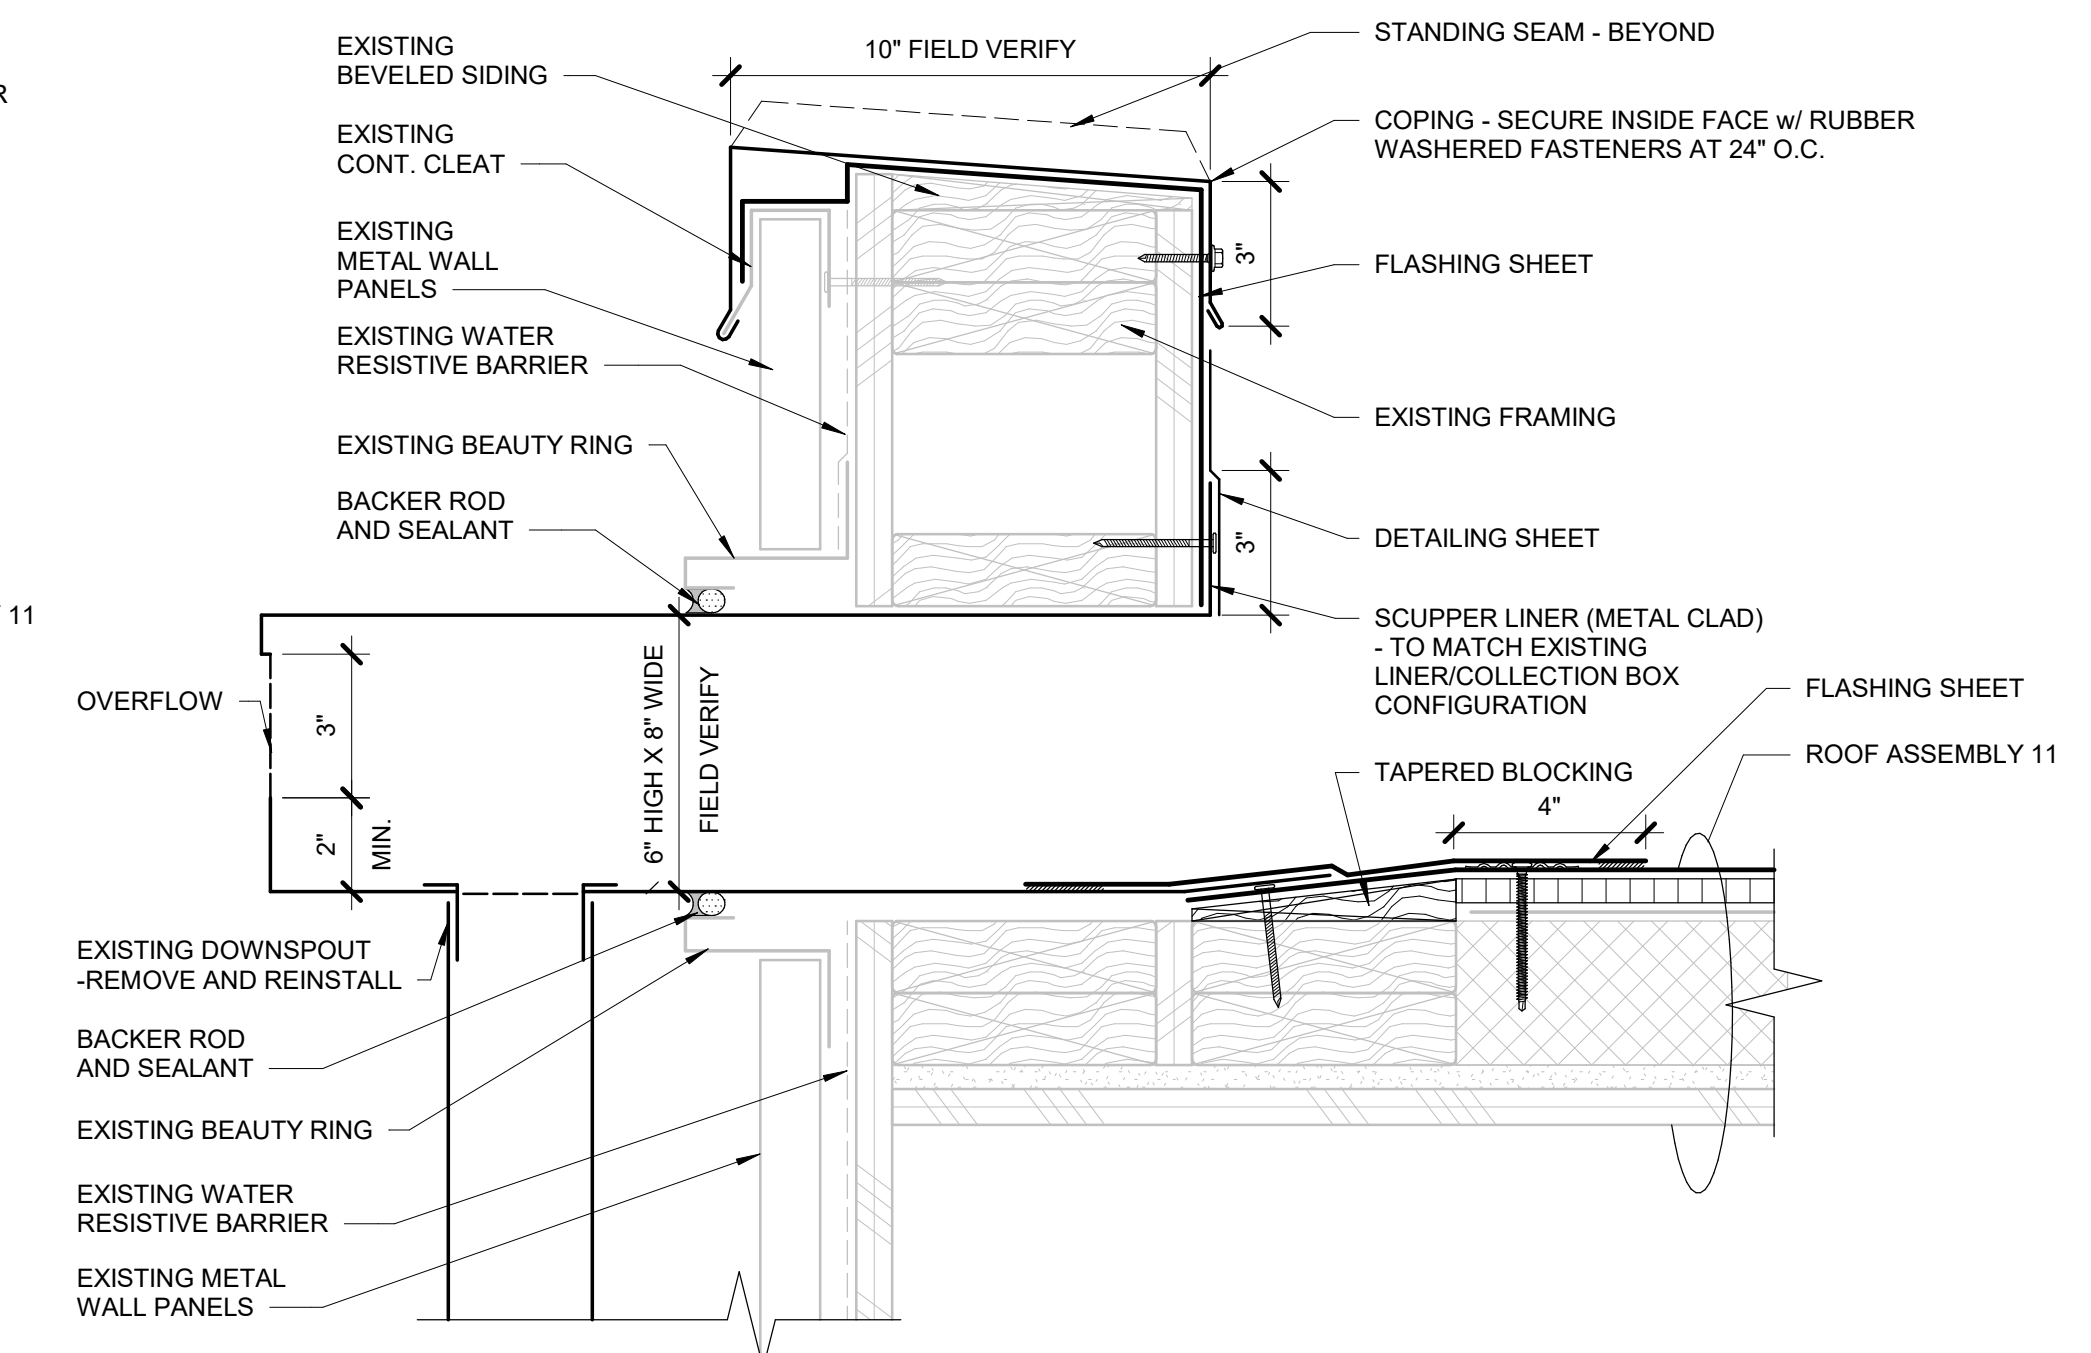 R
11
EXISTING
BEVELED SIDING
EXISTING
CONT. CLEAT
EXISTING
METAL WALL
PANELS
EXISTING WATER
RESISTIVE BARRIER
EXISTING BEAUTY RING
BACKER ROD
AND SEALANT
OVERFLOW
EXISTING DOWNSPOUT
-REMOVE AND REINSTALL
BACKER ROD
AND SEALANT
EXISTING BEAUTY RING
EXISTING WATER
RESISTIVE BARRIER
EXISTING METAL
WALL PANELS
10" FIELD VERIFY
3"
2"
MIN.
6" HIGH X 8" WIDE
FIELD VERIFY
3"
3"
STANDING SEAM - BEYOND
COPING - SECURE INSIDE FACE w/ RUBBER
WASHERED FASTENERS AT 24" O.C.
FLASHING SHEET
EXISTING FRAMING
DETAILING SHEET
SCUPPER LINER (METAL CLAD)
- TO MATCH EXISTING
LINER/COLLECTION BOX
CONFIGURATION
TAPERED BLOCKING
4"
FLASHING SHEET
ROOF ASSEMBLY 11